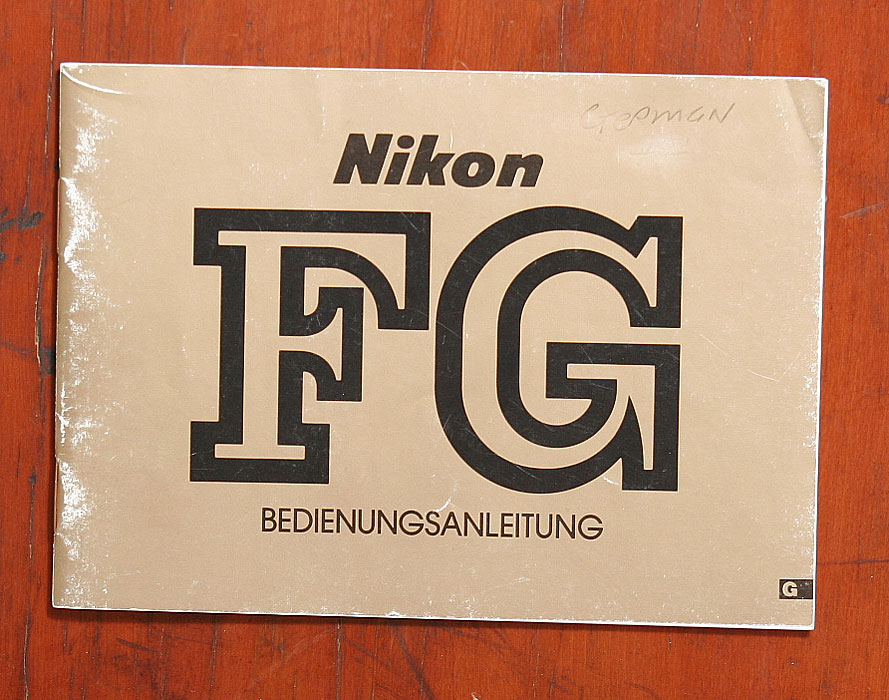 GERMAN
Nikon
FG
BEDIENUNGSANLEITUNG
G